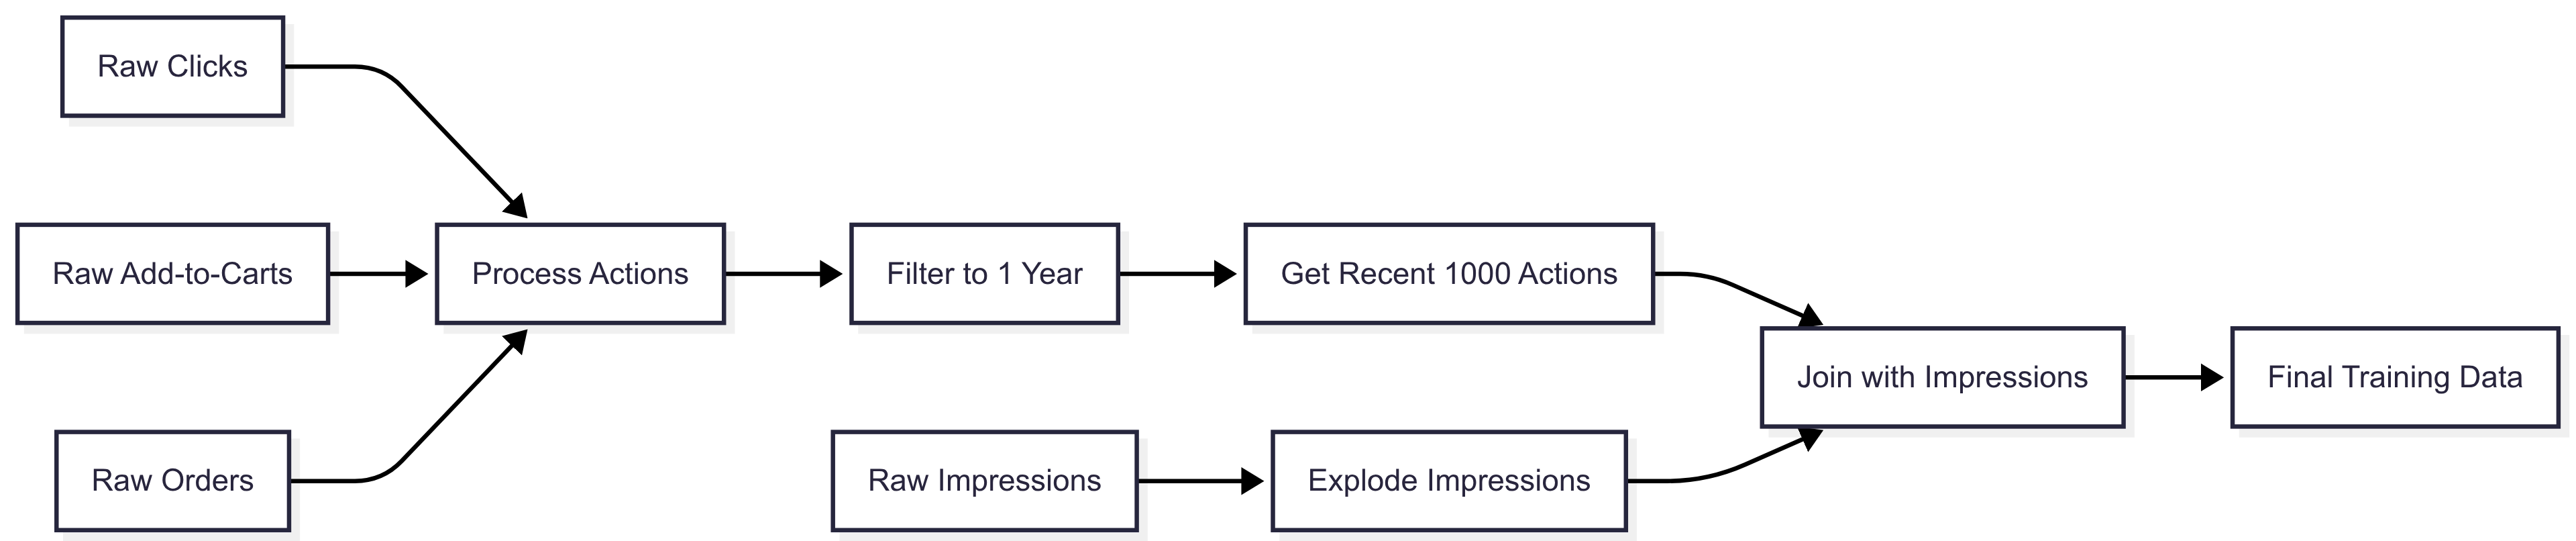 Raw Clicks
Raw Add-to-Carts
Process Actions
Filter to 1 Year
Get Recent 1000 Actions
Join with Impressions
Final Training Data
Raw Orders
Raw Impressions
Explode Impressions